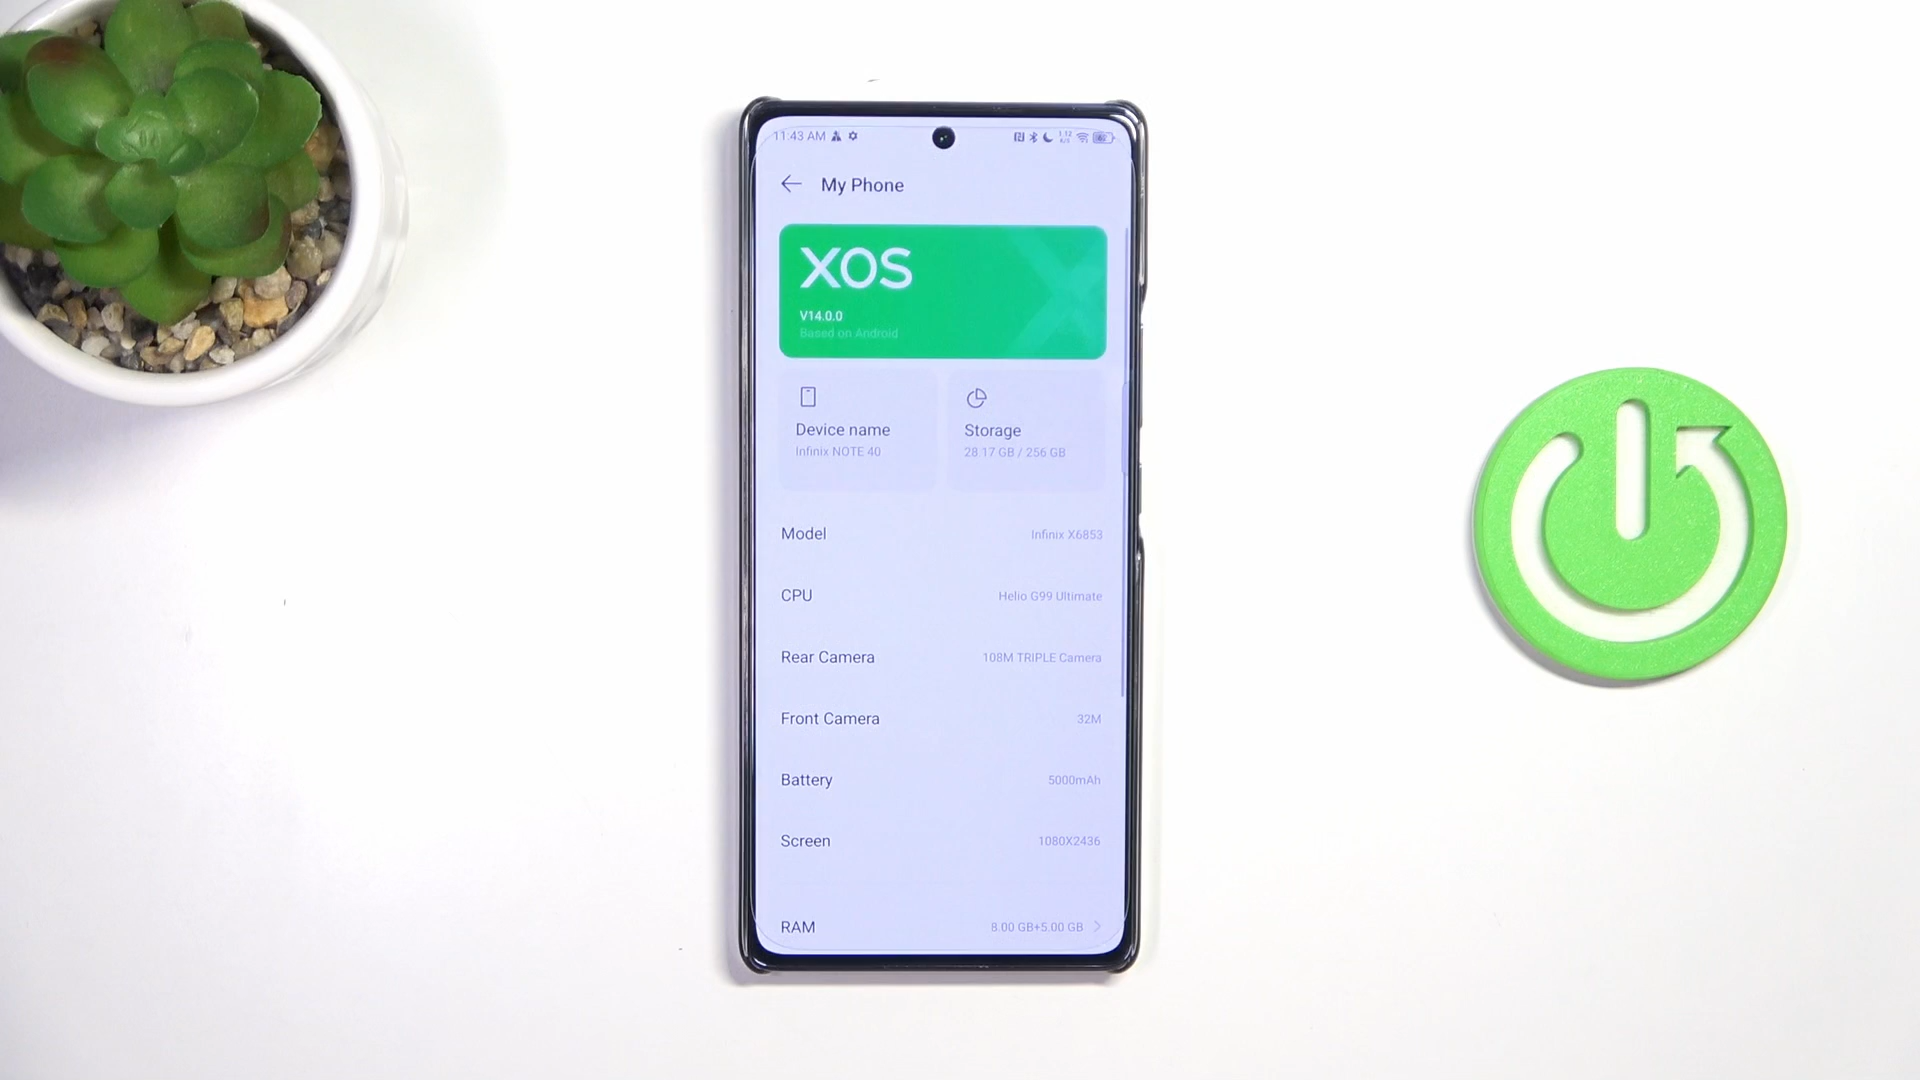 11:43 AM
My Phone
XOS
V14.0.0
Based on Android
Device name
Infinix NOTE 40
Storage
28.17 GB / 256 GB
Model
Infinix X6853
CPU
Helio G99 Ultimate
Rear Camera
108M TRIPLE Camera
Front Camera
32M
Battery
5000mAh
Screen
1080X2436
RAM
8.00 GB+5.00 GB